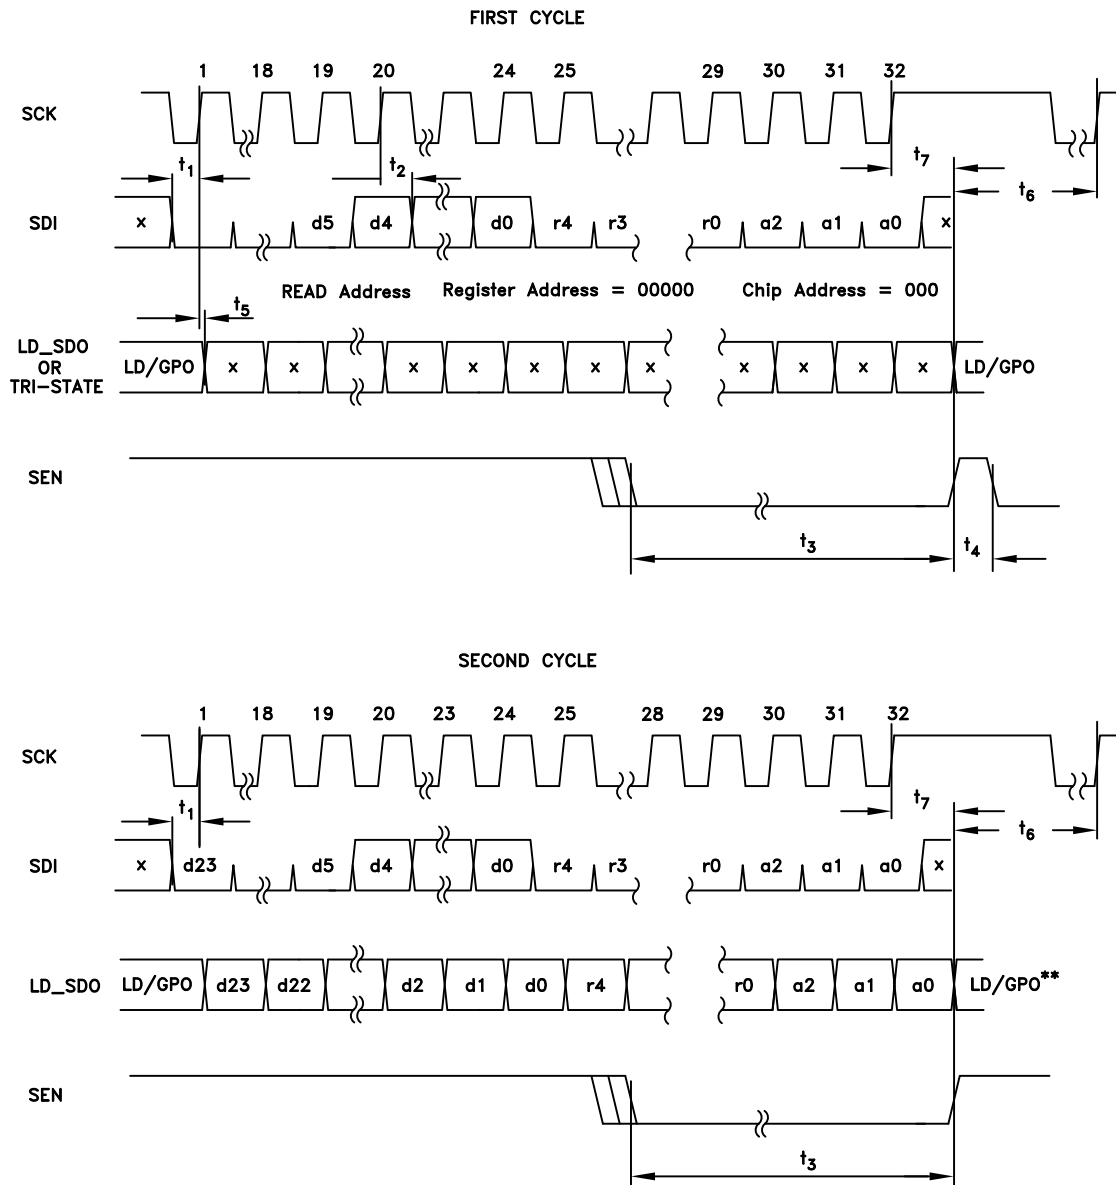 FIRST CYCLE
1 18 19 20 24 25 29 30 31 32
SCK
t1 t2 t7 t6
SDI x d5 d4 d0 r4 r3 r0 a2 a1 a0 x
READ Address Register Address = 00000 Chip Address = 000
t5
LD_SDO
OR
TRI-STATE
LD/GPO x x x x x x x x x x x LD/GPO
SEN
t3 t4
SECOND CYCLE
1 18 19 20 23 24 25 28 29 30 31 32
SCK
t1 t7 t6
SDI x d23 d5 d4 d0 r4 r3 r0 a2 a1 a0 x
LD_SDO LD/GPO d23 d22 d2 d1 d0 r4 r0 a2 a1 a0 LD/GPO**
SEN
t3